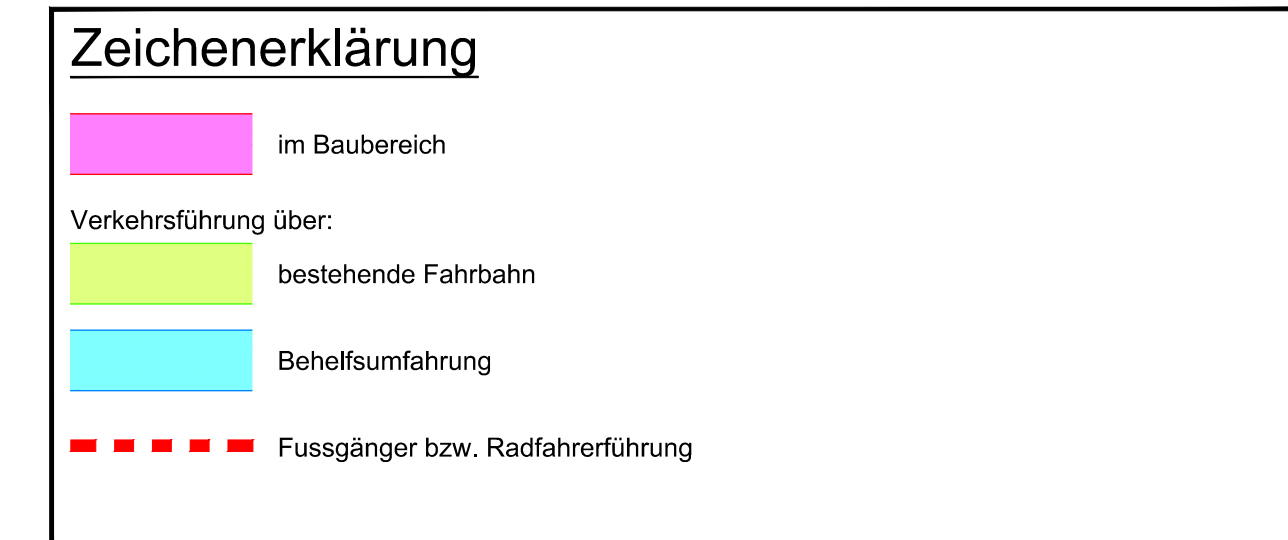 Zeichenerklärung
im Baubereich
Verkehrsführung über:
bestehende Fahrbahn
Behelfsumfahrung
Fussgänger bzw. Radfahrerführung